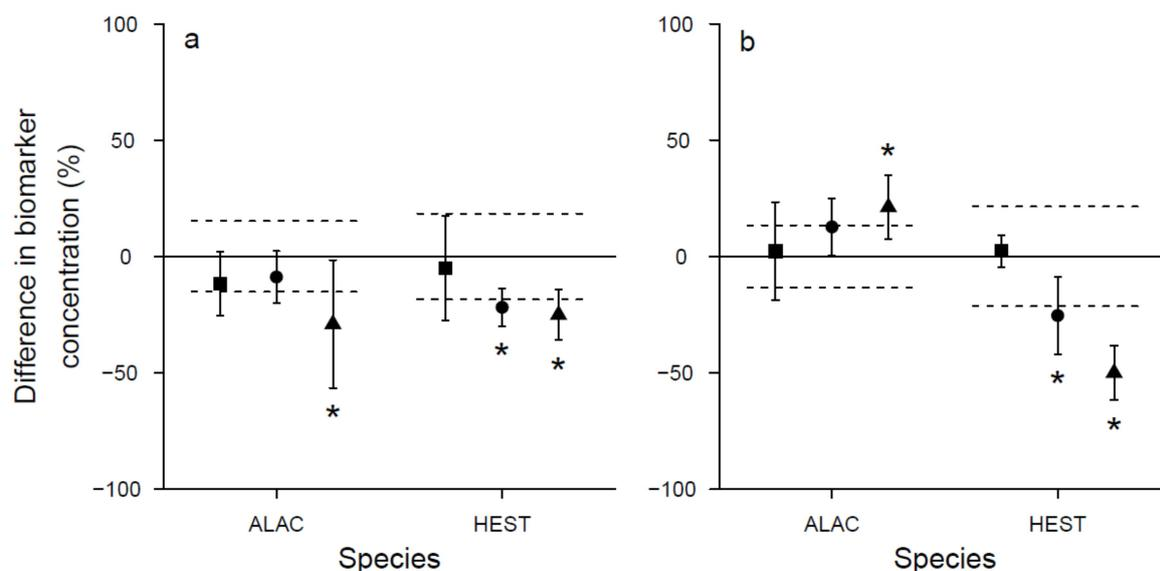 Difference in biomarker
concentration (%)
a
100
50
0
−50
−100
*
*
*
ALAC
HEST
Species
b
100
50
0
−50
−100
*
*
*
ALAC
HEST
Species